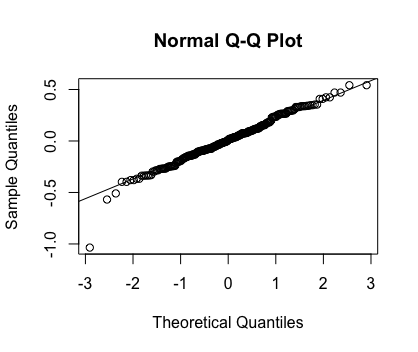 Normal Q-Q Plot
Sample Quantiles
0.5
0.0
-0.5
-1.0
-3 -2 -1 0 1 2 3
Theoretical Quantiles